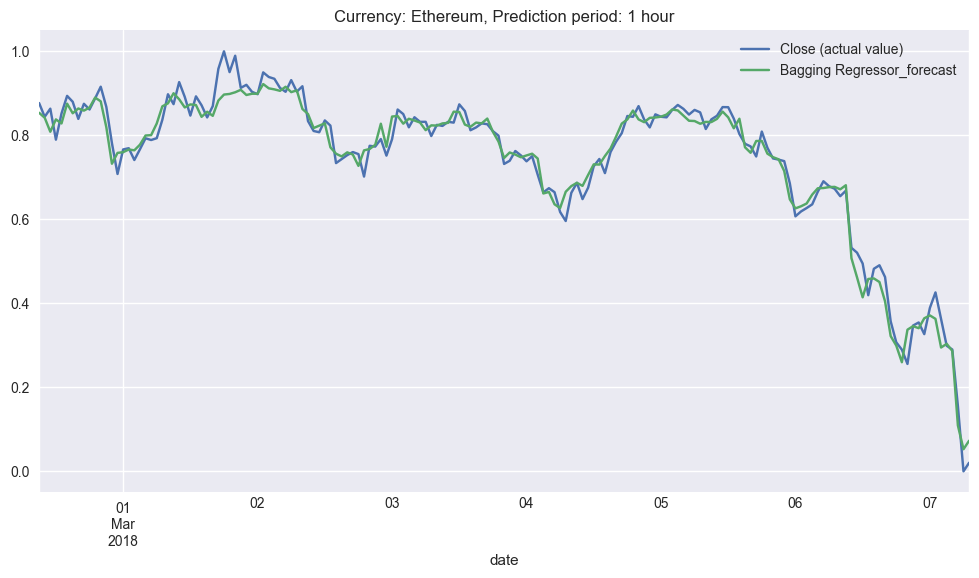 Currency: Ethereum, Prediction period: 1 hour
Close (actual value)
Bagging Regressor_forecast
1.0
0.8
0.6
0.4
0.2
0.0
01 02 03 04 05 06 07
Mar
2018
date